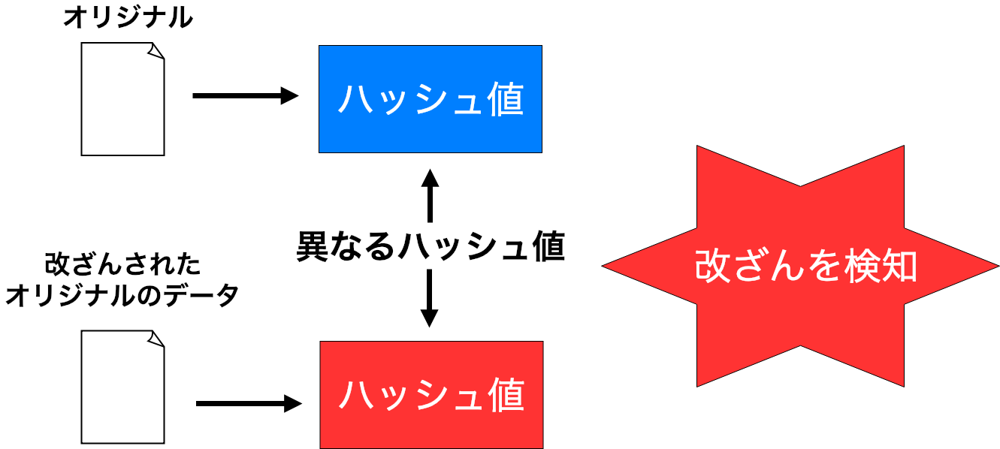 オリジナル
ハッシュ値
異なるハッシュ値
改ざんされた
オリジナルのデータ
ハッシュ値
改ざんを検知